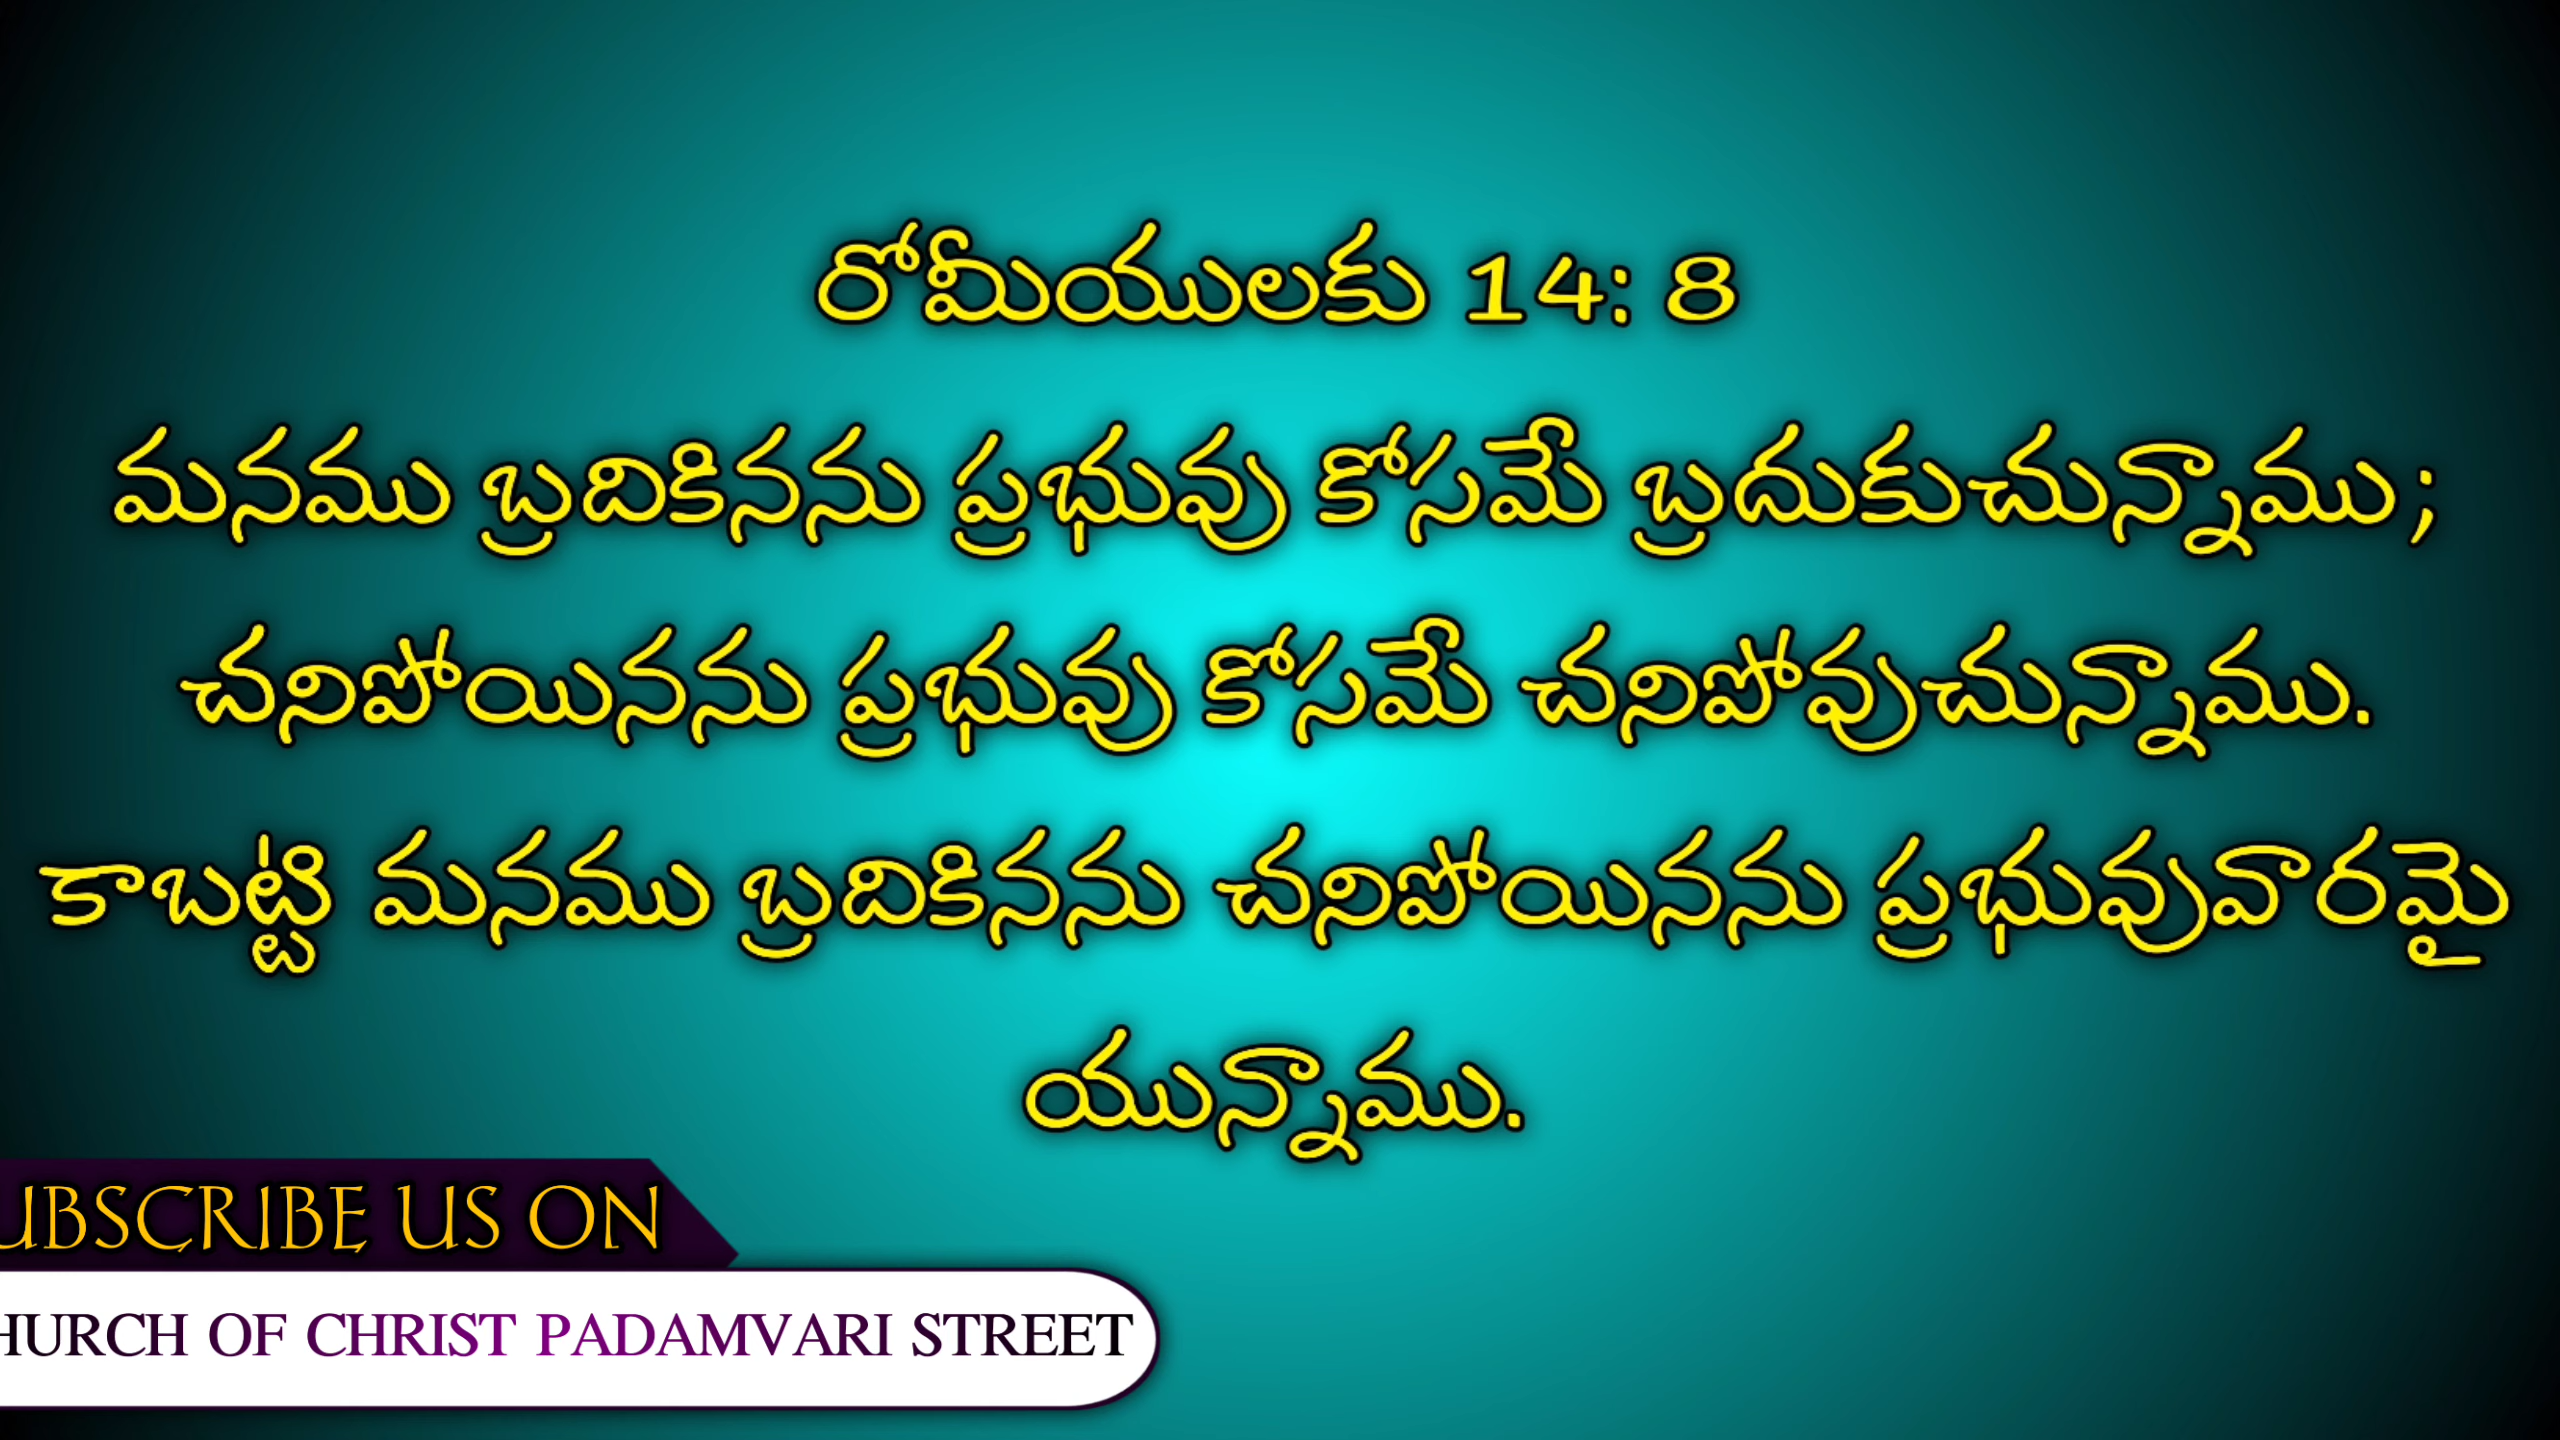 రోమీయులకు 14: 8
మనము బ్రదికినను ప్రభువు కోసమే బ్రదుకుచున్నాము;
చనిపోయినను ప్రభువు కోసమే చనిపోవుచున్నాము.
కాబట్టి మనము బ్రదికినను చనిపోయినను ప్రభువువారమై
యున్నాము.
UBSCRIBE US ON
HURCH OF CHRIST PADAMVARI STREET